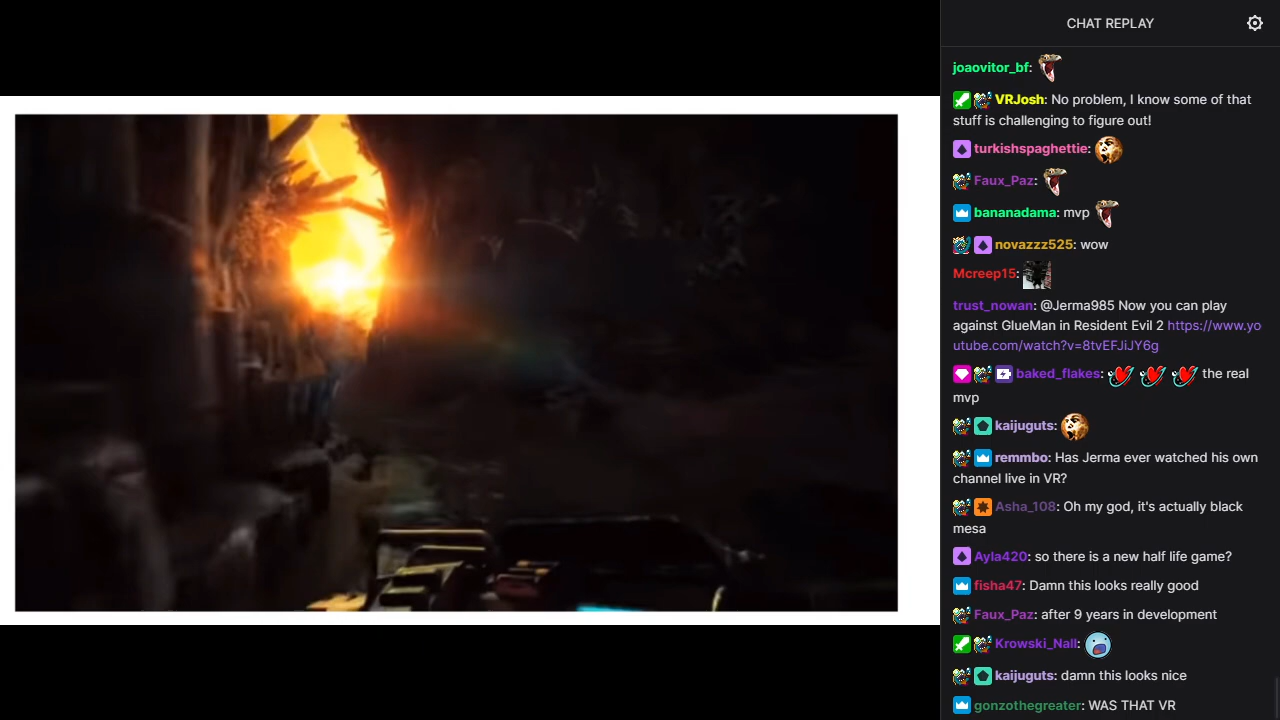 CHAT REPLAY
joaovitor_bf:
VRJosh: No problem, I know some of that
stuff is challenging to figure out!
turkishspaghettie:
Faux_Paz:
bananadama: mvp
novazzz525: wow
Mcreep15:
trust_nowan: @Jerma985 Now you can play
against GlueMan in Resident Evil 2 https://www.yo
utube.com/watch?v=8tvEFJiJY6g
baked_flakes: the real
mvp
kaijuguts:
remmbo: Has Jerma ever watched his own
channel live in VR?
Asha_108: Oh my god, it's actually black
mesa
Ayla420: so there is a new half life game?
fisha47: Damn this looks really good
Faux_Paz: after 9 years in development
Krowski_Nall:
kaijuguts: damn this looks nice
gonzothegreater: WAS THAT VR